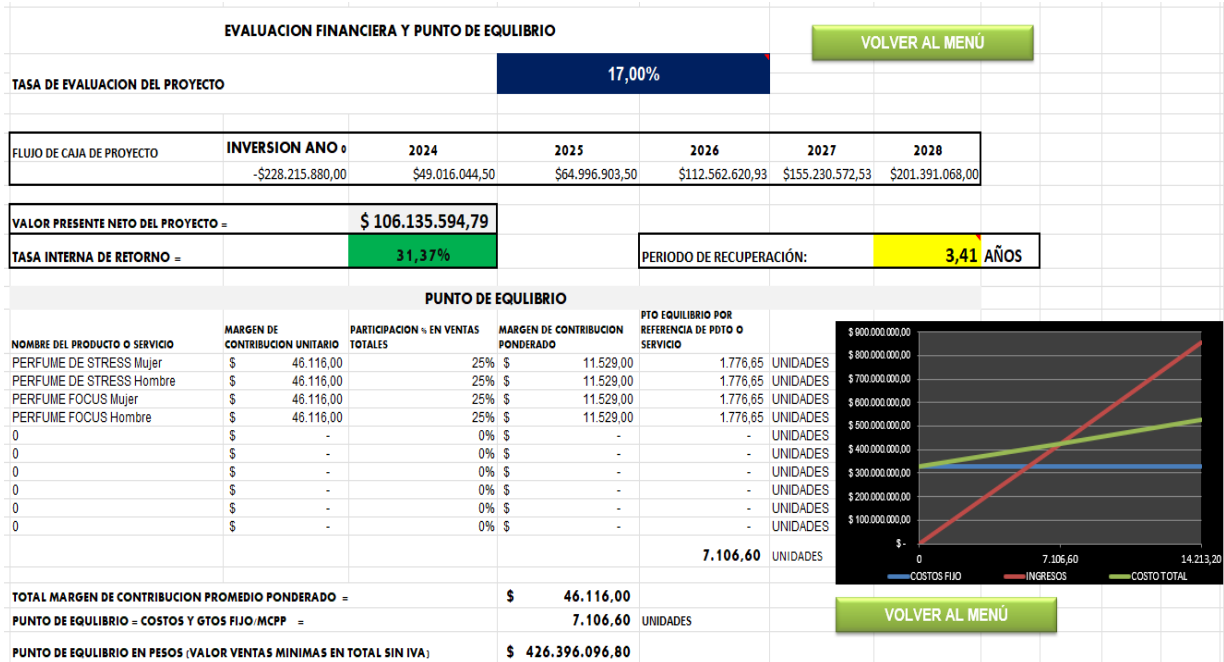 EVALUACION FINANCIERA Y PUNTO DE EQULIBRIO
VOLVER AL MENÚ
TASA DE EVALUACION DEL PROYECTO 17,00%
FLUJO DE CAJA DE PROYECTO INVERSION ANO 0 2024 2025 2026 2027 2028
-$228.215.880,00 $49.016.044,50 $64.996.903,50 $112.562.620,93 $155.230.572,53 $201.391.068,00
VALOR PRESENTE NETO DEL PROYECTO = $ 106.135.594,79
TASA INTERNA DE RETORNO = 31,37% PERIODO DE RECUPERACIÓN: 3,41 AÑOS
PUNTO DE EQULIBRIO
NOMBRE DEL PRODUCTO O SERVICIO MARGEN DE CONTRIBUCION UNITARIO PARTICIPACION % EN VENTAS TOTALES MARGEN DE CONTRIBUCION PONDERADO PTO EQUILIBRIO POR REFERENCIA DE PDTO O SERVICIO
PERFUME DE STRESS Mujer $ 46.116,00 25% $ 11.529,00 1.776,65 UNIDADES
PERFUME DE STRESS Hombre $ 46.116,00 25% $ 11.529,00 1.776,65 UNIDADES
PERFUME FOCUS Mujer $ 46.116,00 25% $ 11.529,00 1.776,65 UNIDADES
PERFUME FOCUS Hombre $ 46.116,00 25% $ 11.529,00 1.776,65 UNIDADES
0 $ - 0% $ - - UNIDADES
0 $ - 0% $ - - UNIDADES
0 $ - 0% $ - - UNIDADES
0 $ - 0% $ - - UNIDADES
0 $ - 0% $ - - UNIDADES
0 $ - 0% $ - - UNIDADES
7.106,60 UNIDADES
TOTAL MARGEN DE CONTRIBUCION PROMEDIO PONDERADO = $ 46.116,00
PUNTO DE EQULIBRIO = COSTOS Y GTOS FIJO/MCPP = 7.106,60 UNIDADES
PUNTO DE EQULIBRIO EN PESOS (VALOR VENTAS MINIMAS EN TOTAL SIN IVA) $ 426.396.096,80
$ 900.000.000,00
$ 800.000.000,00
$ 700.000.000,00
$ 600.000.000,00
$ 500.000.000,00
$ 400.000.000,00
$ 300.000.000,00
$ 200.000.000,00
$ 100.000.000,00
$ -
0 7.106,60 14.213,20
COSTOS FIJO INGRESOS COSTO TOTAL
VOLVER AL MENÚ